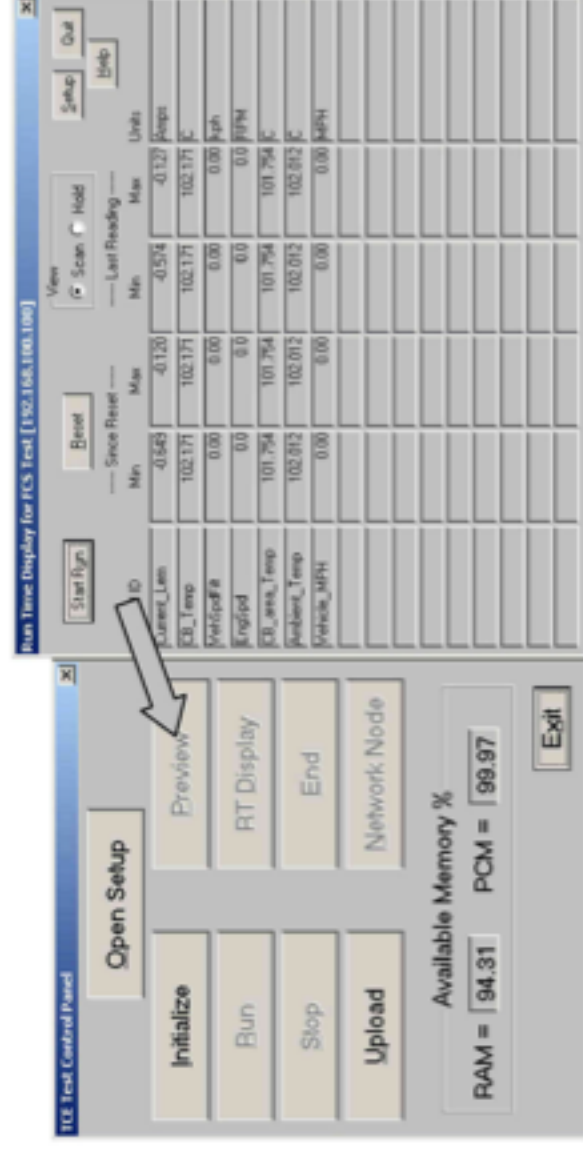 TCE Test Control Panel
Open Setup
Initialize Preview
Run RT Display
Stop End
Upload Network Node
Available Memory %
RAM = 94.31 PCM = 99.97
Exit
Run Time Display for FCS Test [192.168.100.100]
Start Run Reset View Scan Hold Setup Quit
Help
Since Reset Last Reading
ID Min Max Min Max Units
Current_Lem -0.649 -0.120 -0.574 -0.127 Amps
CB_Temp 102.171 102.171 102.171 102.171 C
VehSpdFilt 0.00 0.00 0.00 0.00 kph
EngSpd 0.0 0.0 0.0 0.0 RPM
CB_area_Temp 101.754 101.754 101.754 101.754 C
Ambient_Temp 102.012 102.012 102.012 102.012 C
Vehicle_MPH 0.00 0.00 0.00 0.00 MPH